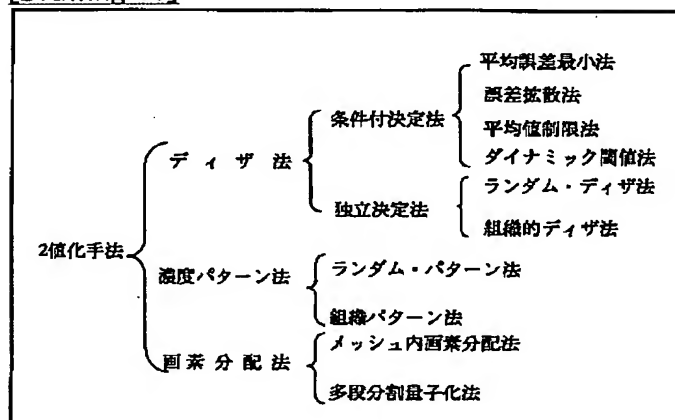 平均誤差最小法
誤差拡散法
条件付決定法
平均値制限法
ディザ法
ダイナミック閾値法
ランダム・ディザ法
独立決定法
組織的ディザ法
2値化手法
濃度パターン法
ランダム・パターン法
組織パターン法
画素分配法
メッシュ内画素分配法
多段分割量子化法